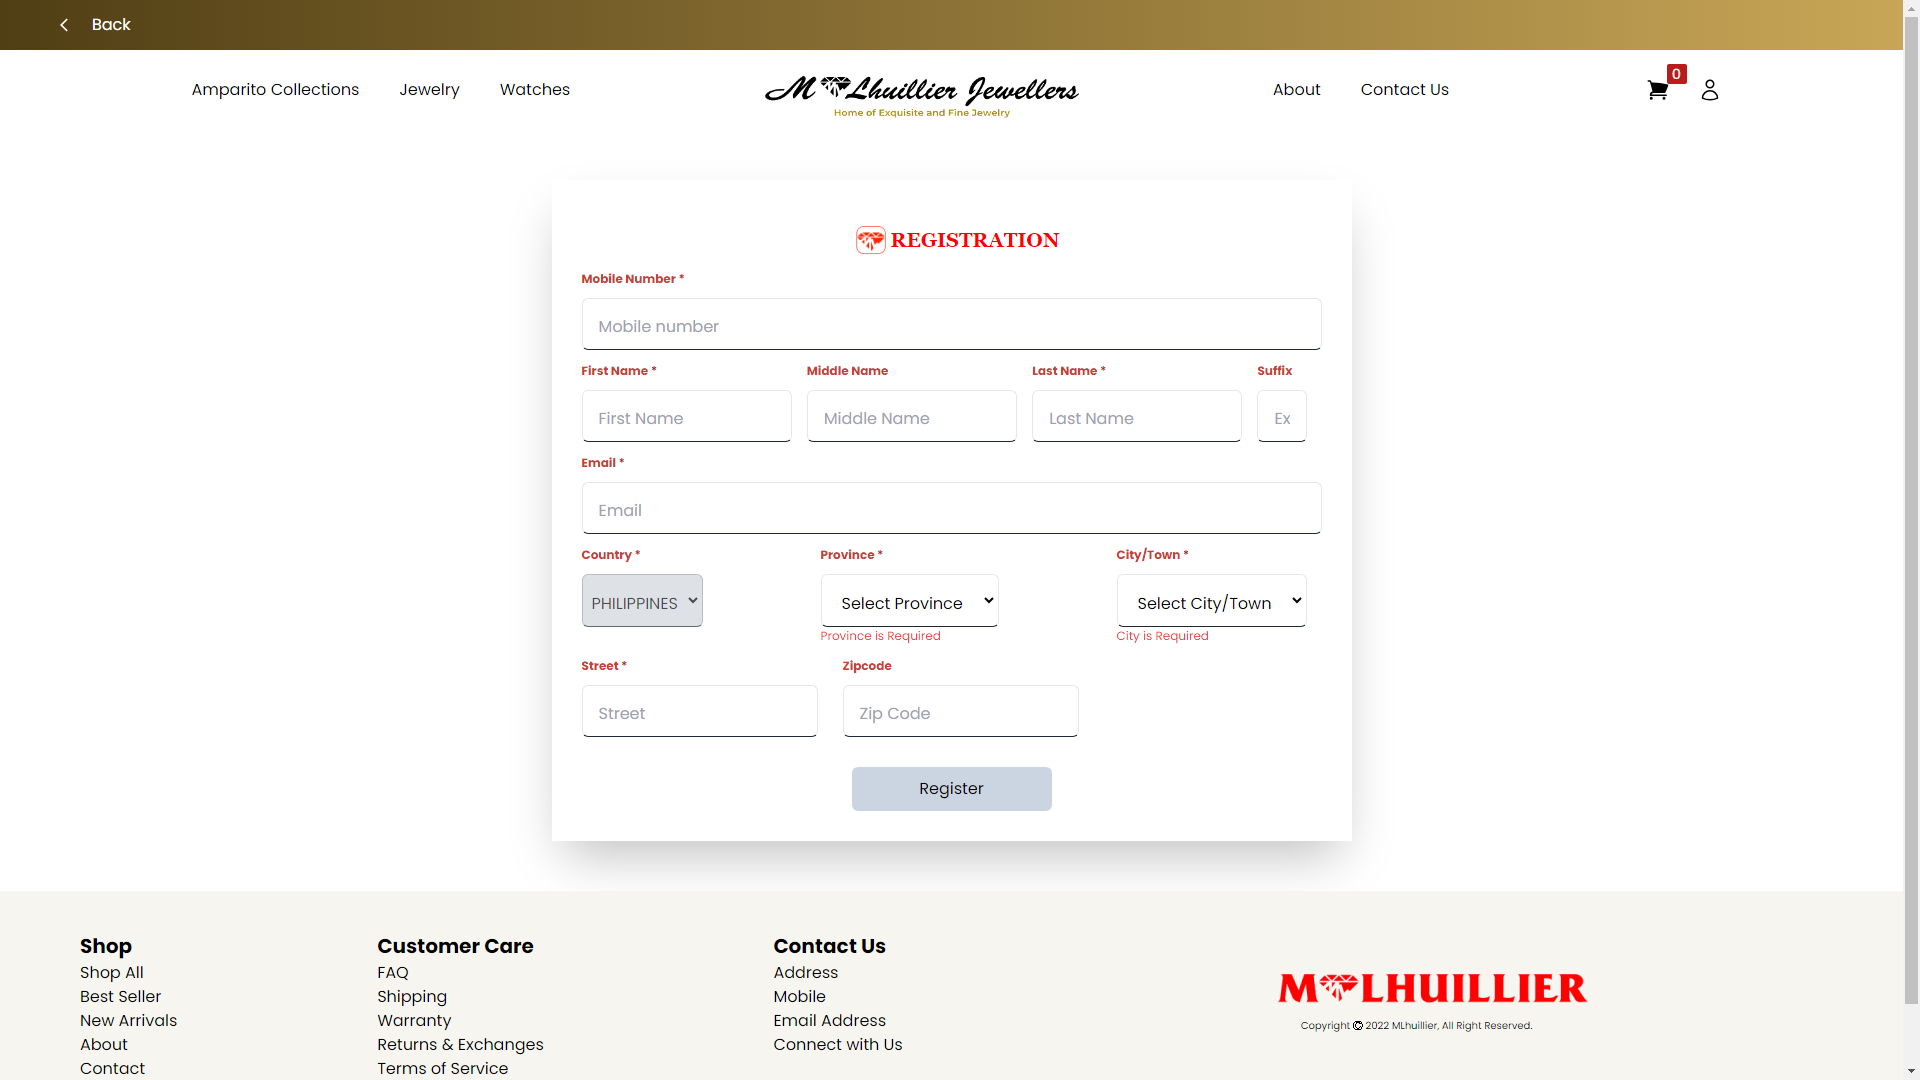 Back
Amparito Collections
Jewelry
Watches
M Lhuillier Jewellers
Home of Exquisite and Fine Jewelry
About
Contact Us
0
REGISTRATION
Mobile Number *
Mobile number
First Name *
Middle Name
Last Name *
Suffix
First Name
Middle Name
Last Name
Ex
Email *
Email
Country *
Province *
City/Town *
PHILIPPINES
Select Province
Select City/Town
Province is Required
City is Required
Street *
Zipcode
Street
Zip Code
Register
Shop
Shop All
Best Seller
New Arrivals
About
Contact
Customer Care
FAQ
Shipping
Warranty
Returns & Exchanges
Terms of Service
Contact Us
Address
Mobile
Email Address
Connect with Us
M LHUILLIER
Copyright © 2022 MLhuillier, All Right Reserved.